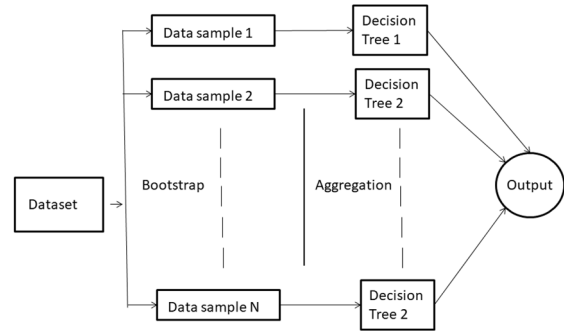 Data sample 1
Decision
Tree 1
Data sample 2
Decision
Tree 2
Bootstrap
Aggregation
Dataset
Output
Data sample N
Decision
Tree 2